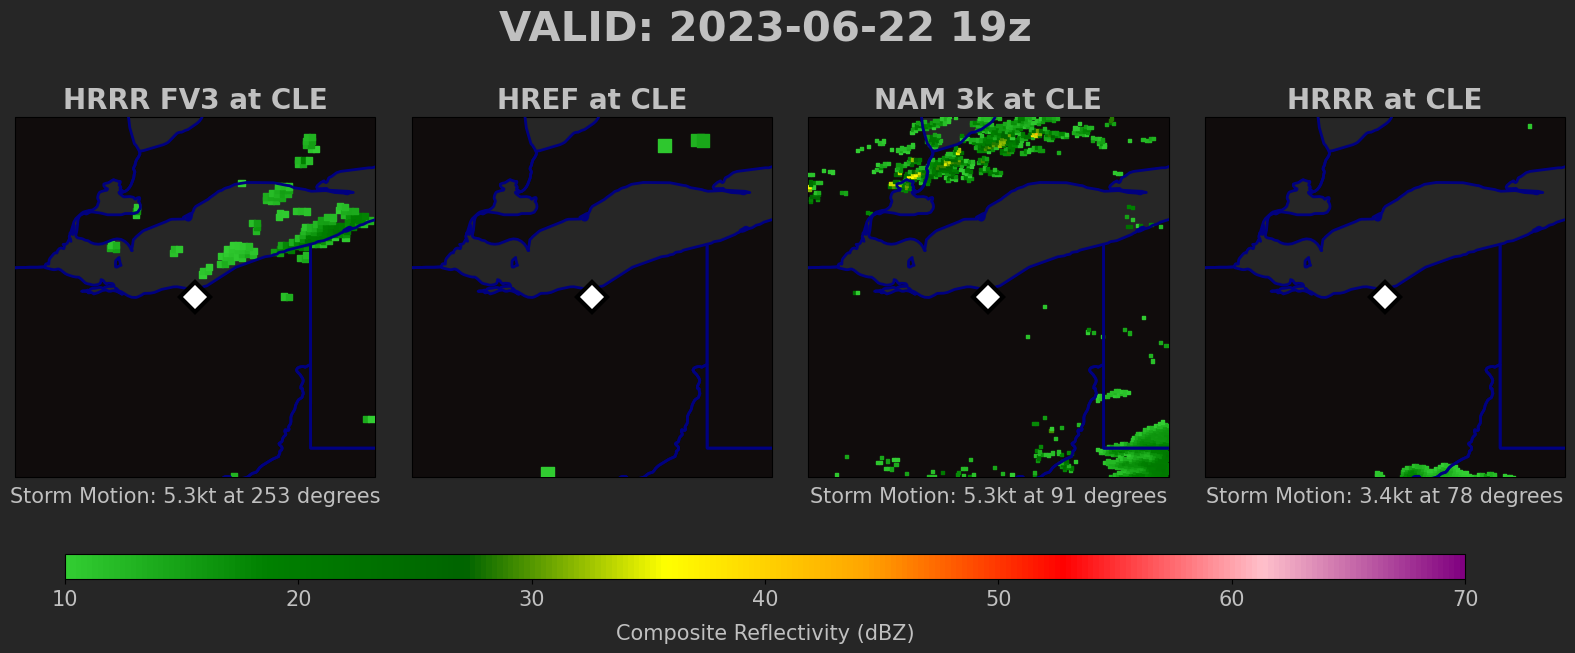 VALID: 2023-06-22 19z
HRRR FV3 at CLE
HREF at CLE
NAM 3k at CLE
HRRR at CLE
Storm Motion: 5.3kt at 253 degrees
Storm Motion: 5.3kt at 91 degrees
Storm Motion: 3.4kt at 78 degrees
10 20 30 40 50 60 70
Composite Reflectivity (dBZ)